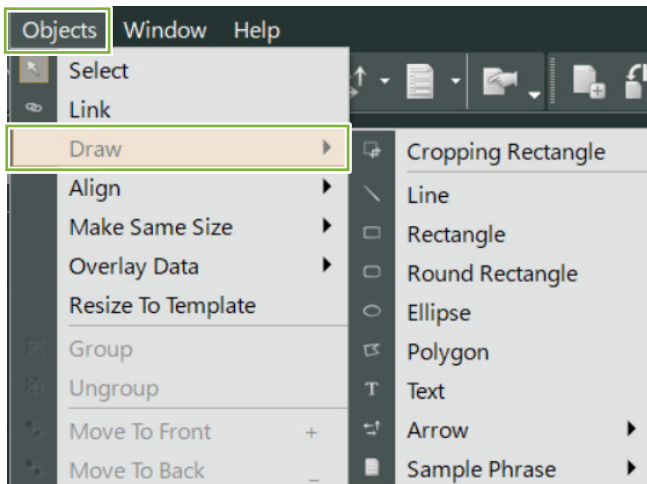 Objects Window Help
Select
Link
Draw
Align
Make Same Size
Overlay Data
Resize To Template
Group
Ungroup
Move To Front +
Move To Back _
Cropping Rectangle
Line
Rectangle
Round Rectangle
Ellipse
Polygon
T Text
Arrow
Sample Phrase